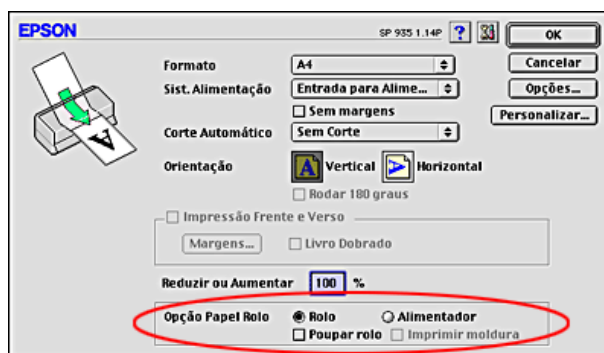 EPSON SP 935 1.14P ? OK
Formato A4 Cancelar
Sist. Alimentação Entrada para Alime... Opções...
Sem margens Personalizar...
Corte Automático Sem Corte
Orientação A Vertical A Horizontal
Rodar 180 graus
Impressão Frente e Verso
Margens... Livro Dobrado
Reduzir ou Aumentar 100 %
Opção Papel Rolo Rolo Alimentador
Poupar rolo Imprimir moldura
A